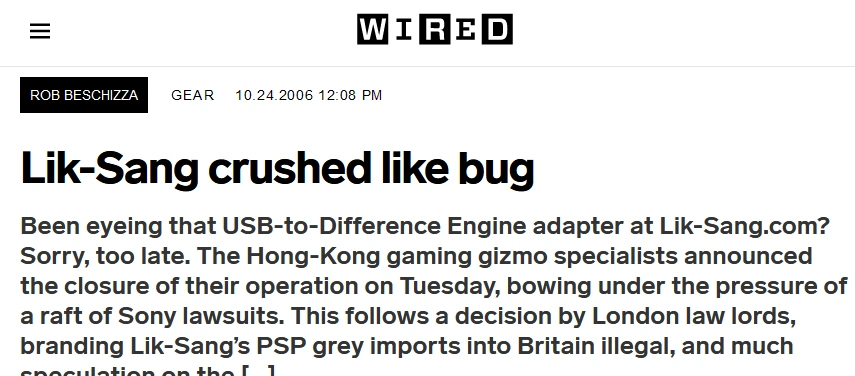 WIRED
ROB BESCHIZZA GEAR 10.24.2006 12:08 PM
Lik-Sang crushed like bug
Been eyeing that USB-to-Difference Engine adapter at Lik-Sang.com?
Sorry, too late. The Hong-Kong gaming gizmo specialists announced
the closure of their operation on Tuesday, bowing under the pressure of
a raft of Sony lawsuits. This follows a decision by London law lords,
branding Lik-Sang’s PSP grey imports into Britain illegal, and much
speculation on the [...]